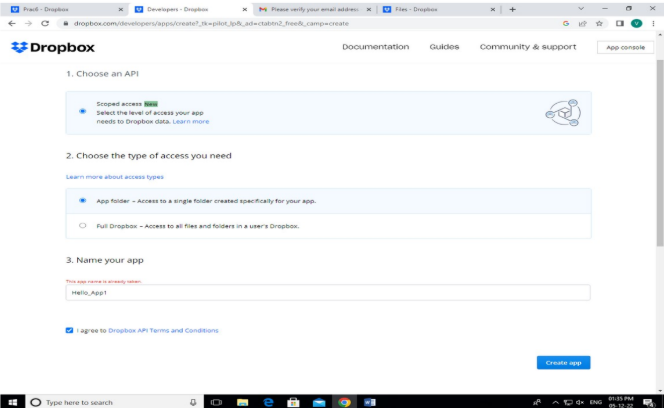 Prac6 - Dropbox
Developers - Dropbox
Please verify your email address
Files - Dropbox
dropbox.com/developers/apps/create?_tk=pilot_lp&_ad=ctabtn2_free&_camp=create
V
Dropbox
Documentation
Guides
Community & support
App console
1. Choose an API
Scoped access New
Select the level of access your app
needs to Dropbox data. Learn more
2. Choose the type of access you need
Learn more about access types
App folder – Access to a single folder created specifically for your app.
Full Dropbox – Access to all files and folders in a user's Dropbox.
3. Name your app
This app name is already taken.
Hello_App1
I agree to Dropbox API Terms and Conditions
Create app
Type here to search
ENG
01:35 PM
05-12-22